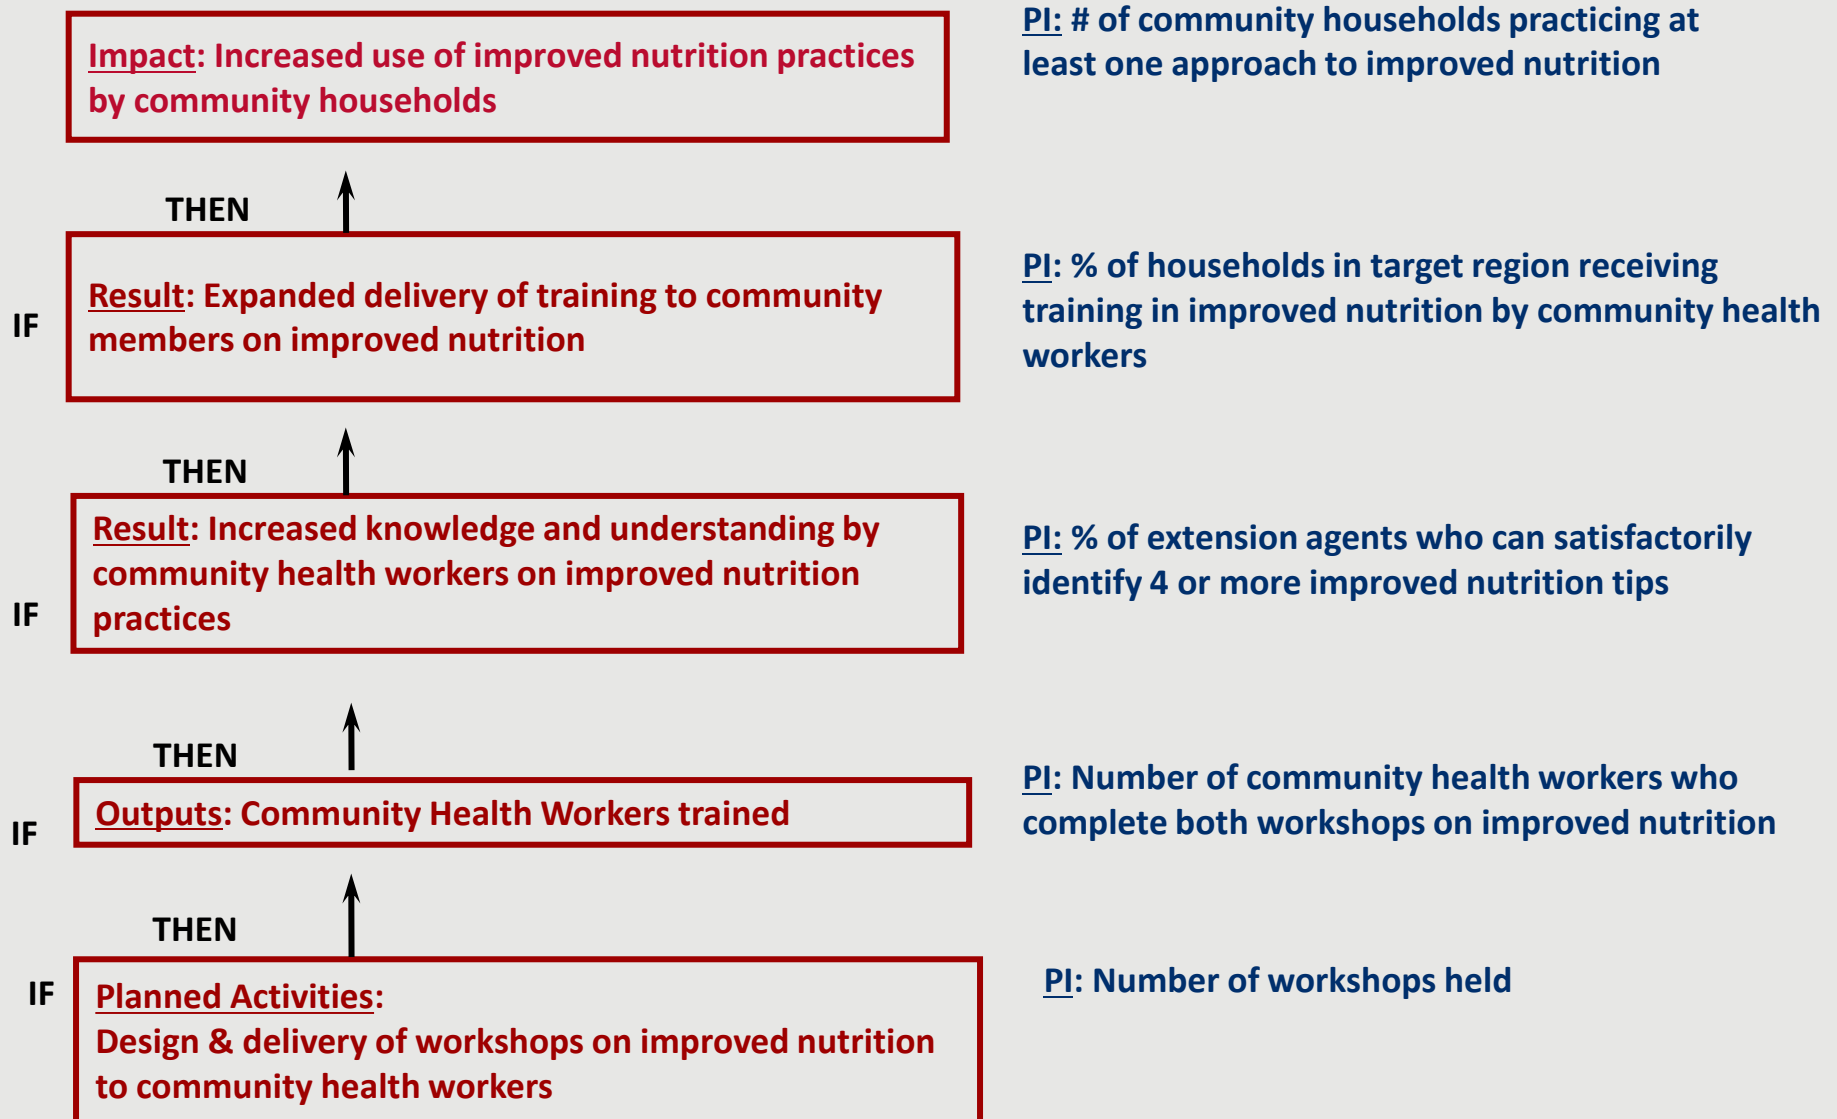 Impact: Increased use of improved nutrition practices
by community households
PI: # of community households practicing at
least one approach to improved nutrition
THEN
IF
Result: Expanded delivery of training to community
members on improved nutrition
PI: % of households in target region receiving
training in improved nutrition by community health
workers
THEN
IF
Result: Increased knowledge and understanding by
community health workers on improved nutrition
practices
PI: % of extension agents who can satisfactorily
identify 4 or more improved nutrition tips
THEN
IF
Outputs: Community Health Workers trained
PI: Number of community health workers who
complete both workshops on improved nutrition
THEN
IF
Planned Activities:
Design & delivery of workshops on improved nutrition
to community health workers
PI: Number of workshops held